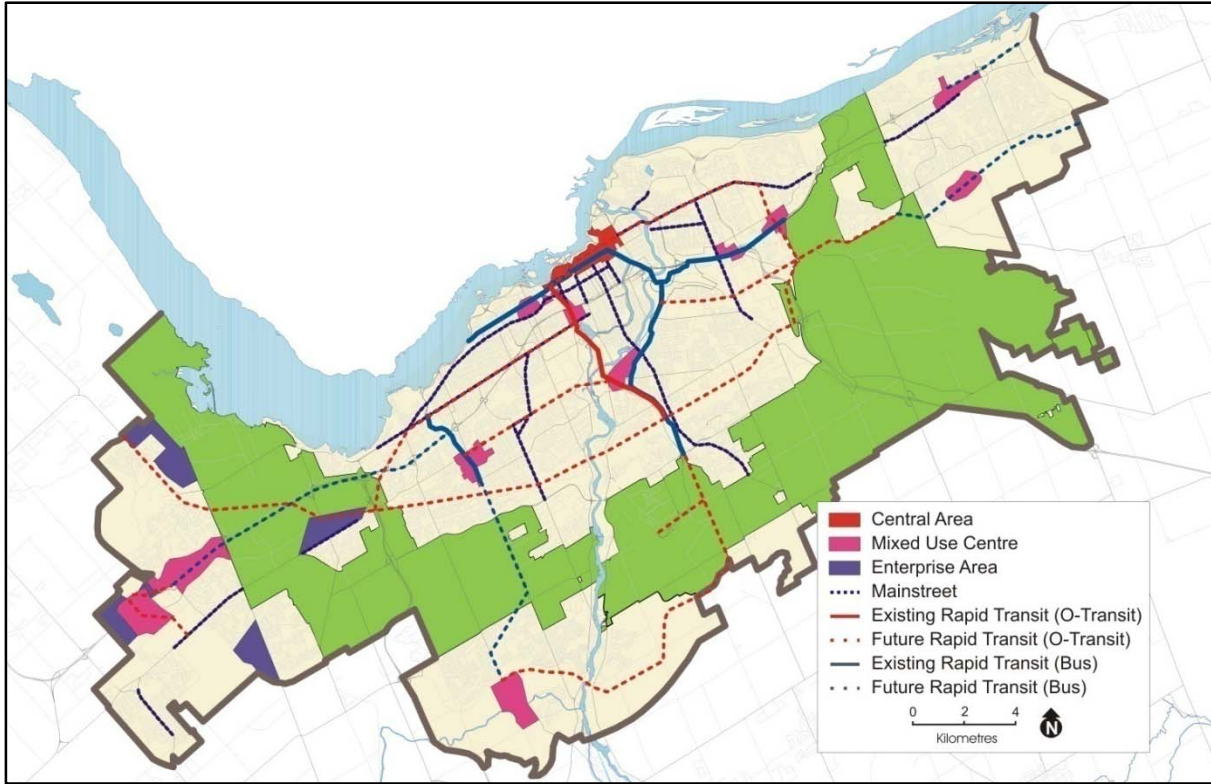 Central Area
Mixed Use Centre
Enterprise Area
Mainstreet
Existing Rapid Transit (O-Transit)
Future Rapid Transit (O-Transit)
Existing Rapid Transit (Bus)
Future Rapid Transit (Bus)
0 2 4
Kilometres
N